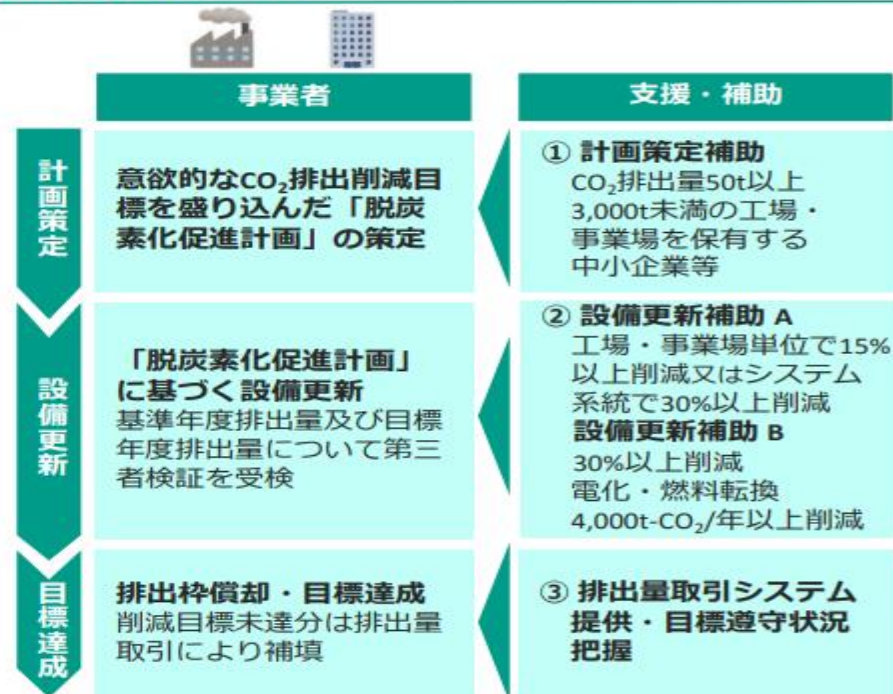 事業者
支援・補助
計画策定
意欲的なCO₂排出削減目
標を盛り込んだ「脱炭
素化促進計画」の策定
① 計画策定補助
CO₂排出量50t以上
3,000t未満の工場・
事業場を保有する
中小企業等
設備更新
「脱炭素化促進計画」
に基づく設備更新
基準年度排出量及び目標
年度排出量について第三
者検証を受検
② 設備更新補助 A
工場・事業場単位で15%
以上削減又はシステム
系統で30%以上削減
設備更新補助 B
30%以上削減
電化・燃料転換
4,000t-CO₂/年以上削減
目標達成
排出枠償却・目標達成
削減目標未達分は排出量
取引により補填
③ 排出量取引システム
提供・目標遵守状況
把握